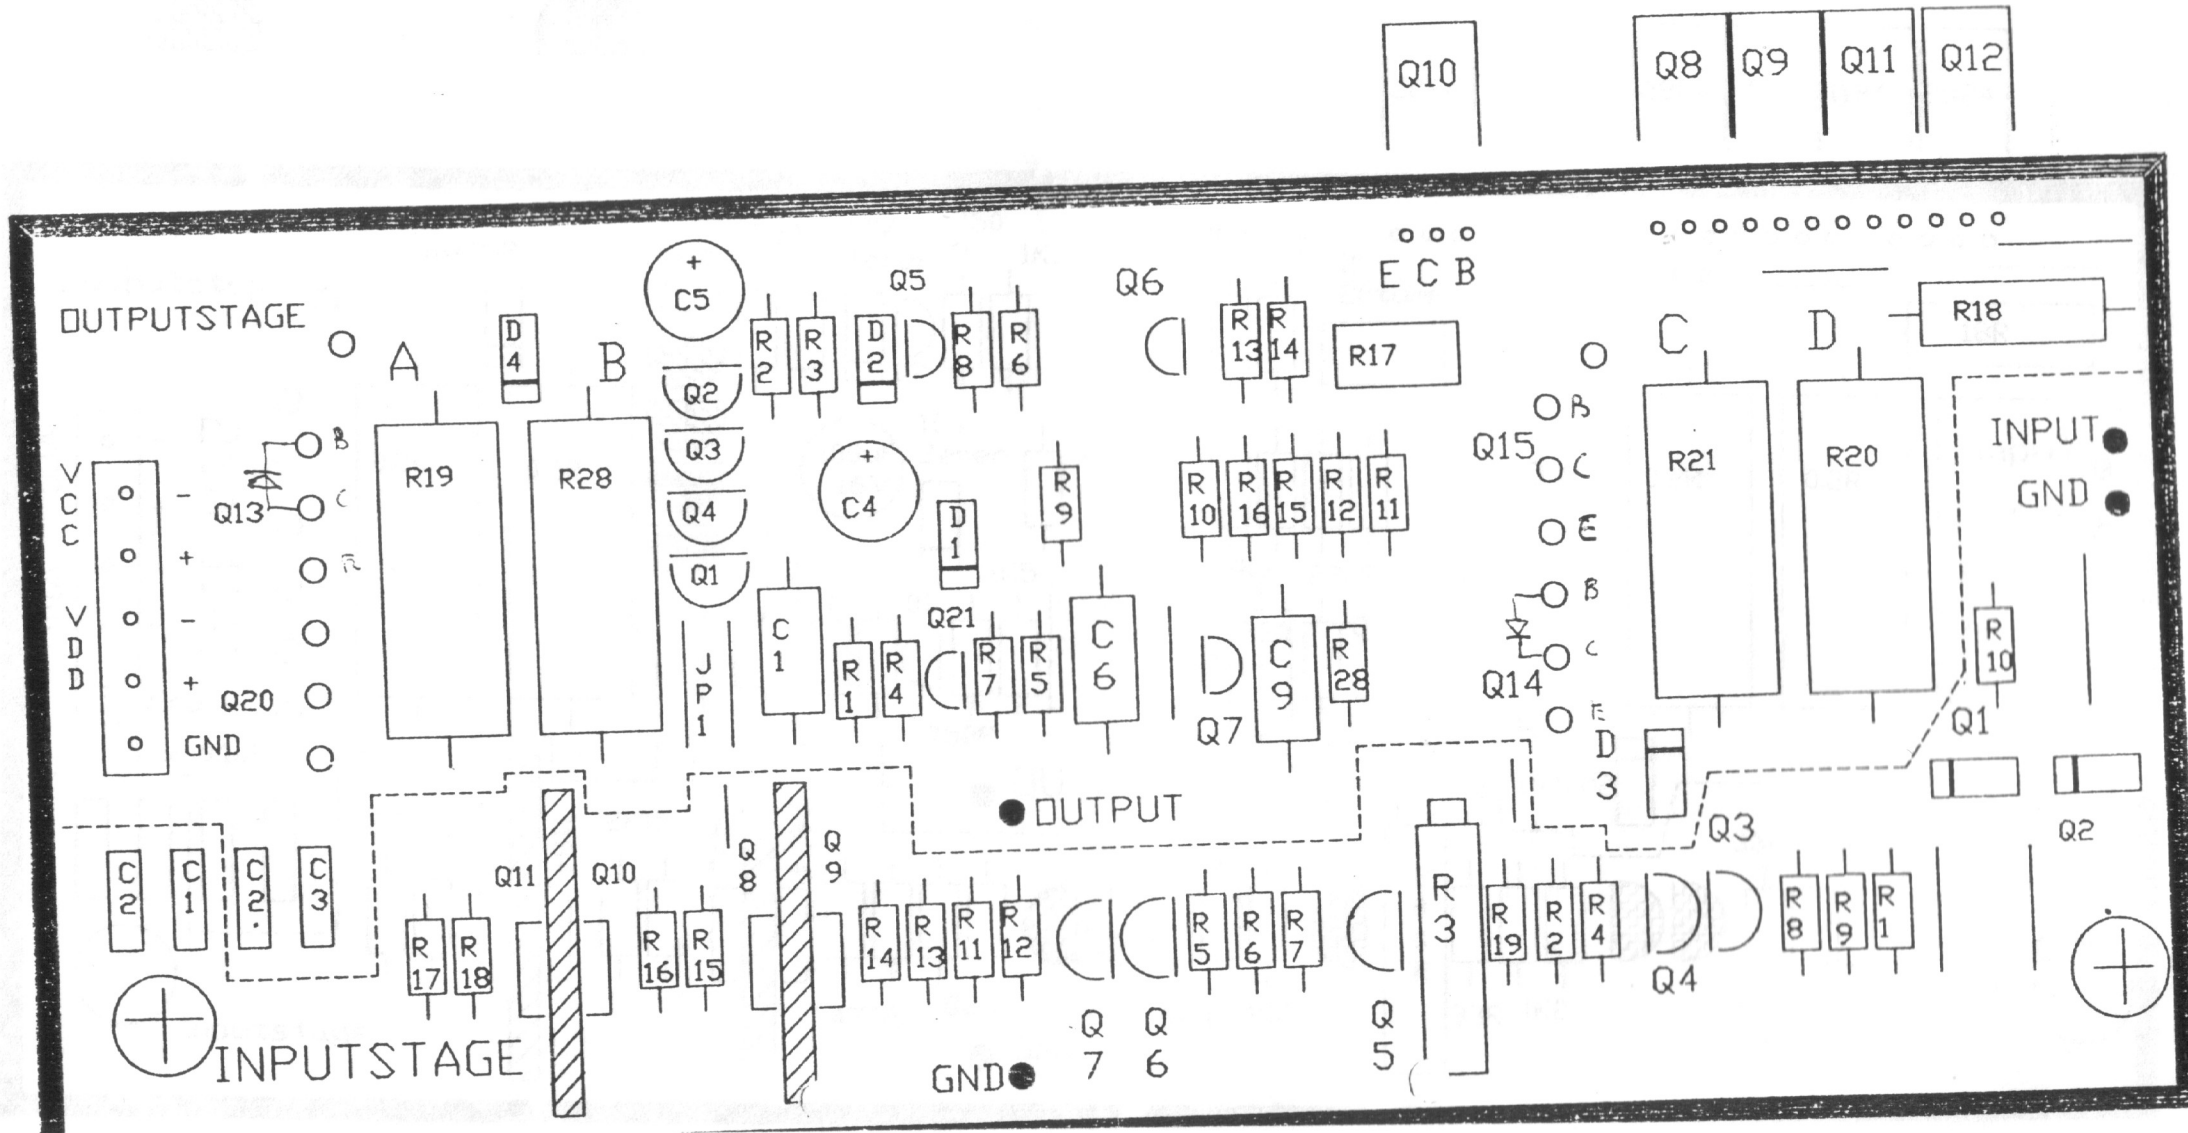 Q10 Q8 Q9 Q11 Q12
E C B
OUTPUTSTAGE
A
D4
B
+
C5
R2
R3
D2
Q5
R8
R6
Q6
R13
R14
R17
C
D
R18
Q2
Q3
Q4
Q1
R19
R28
+
C4
D1
R9
R10
R16
R15
R12
R11
Q15
B
C
E
R21
R20
INPUT
GND
VCC
-
+
VDD
-
+
GND
B
Q13
C
Q20
JP1
C1
R1
R4
Q21
R7
R5
C6
Q7
C9
R28
B
C
Q14
E
D3
R10
Q1
Q2
OUTPUT
C2
C1
C2.
C3
R17
R18
Q11
Q10
R16
R15
Q8
Q9
R14
R13
R11
R12
Q7
Q6
R5
R6
R7
Q5
R3
R19
R2
R4
Q3
Q4
R8
R9
R1
INPUTSTAGE
GND